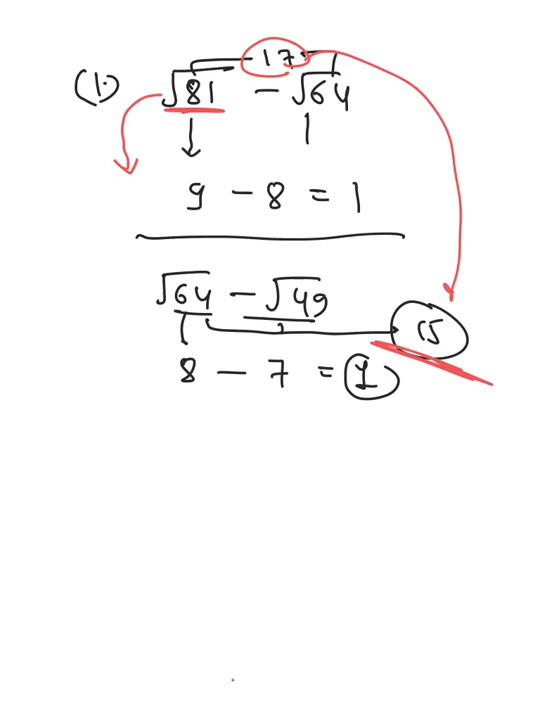 17
(1.) √81 - √64
9 - 8 = 1
√64 - √49
15
8 - 7 = 1